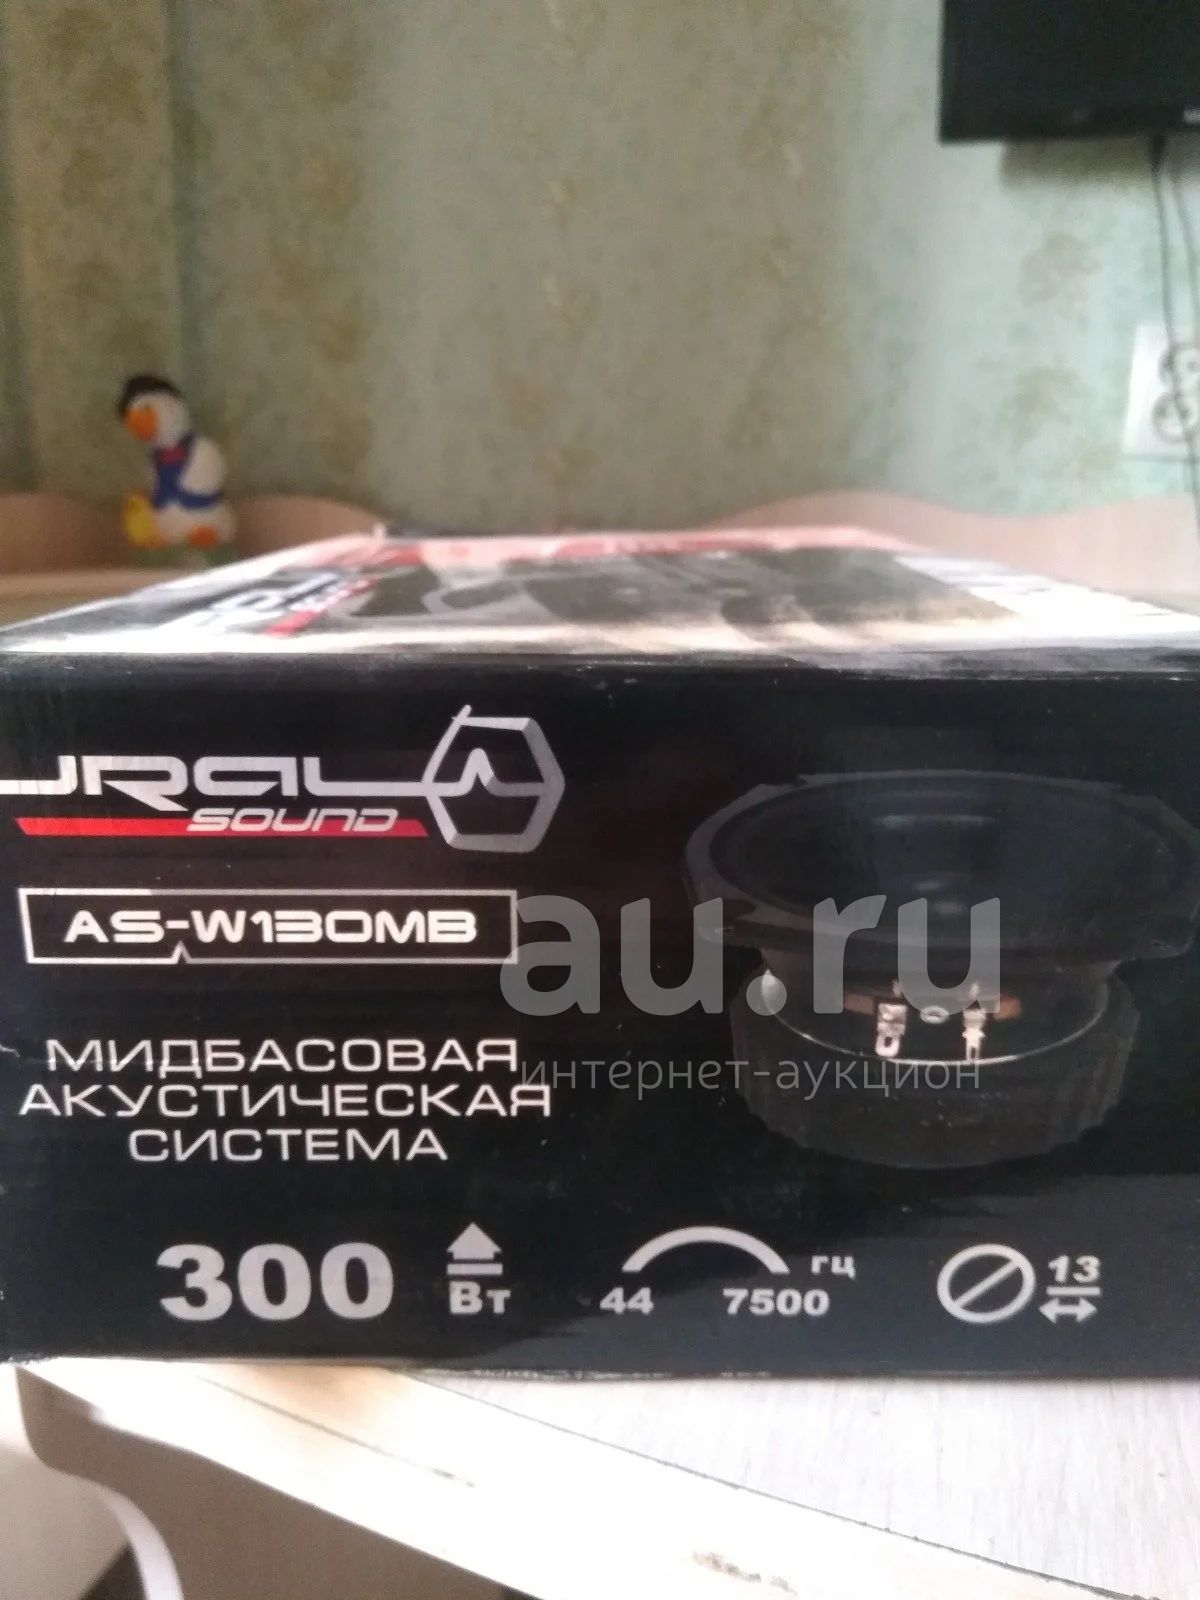 URAL
SOUND
AS-W130MB
МИДБАСОВАЯ
АКУСТИЧЕСКАЯ
СИСТЕМА
300 Вт
44 7500 гц
13
au.ru
интернет-аукцион